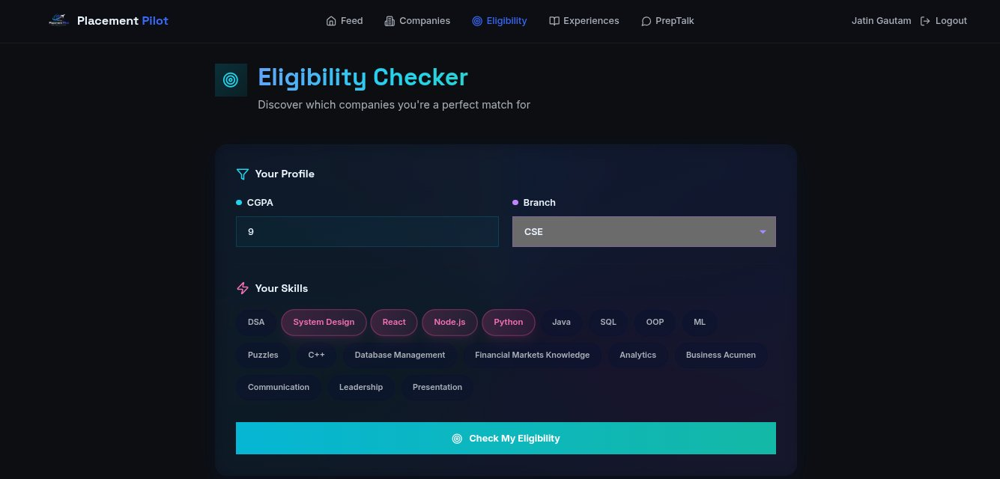 Placement Pilot Feed Companies Eligibility Experiences PrepTalk Jatin Gautam Logout
Eligibility Checker
Discover which companies you're a perfect match for
Your Profile
CGPA Branch
9 CSE
Your Skills
DSA System Design React Node.js Python Java SQL OOP ML
Puzzles C++ Database Management Financial Markets Knowledge Analytics Business Acumen
Communication Leadership Presentation
Check My Eligibility